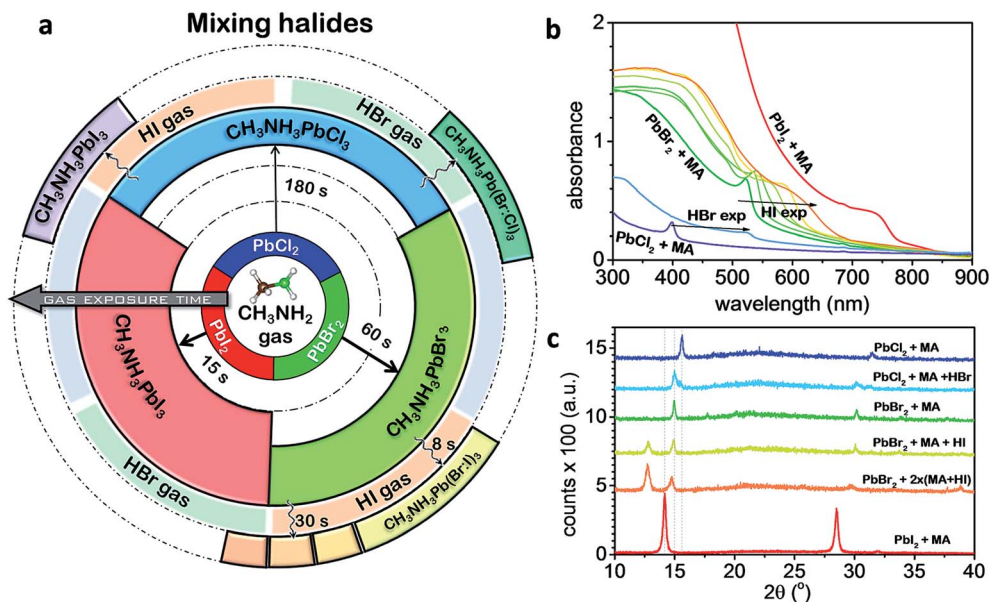 a
Mixing halides
HI gas
HBr gas
CH₃NH₃PbI₃
CH₃NH₃PbCl₃
CH₃NH₃Pb(Br:Cl)₃
180 s
PbCl₂
PbI₂
PbBr₂
CH₃NH₂
gas
GAS EXPOSURE TIME
15 s
60 s
CH₃NH₃PbI₃
CH₃NH₃PbBr₃
HBr gas
HI gas
8 s
30 s
CH₃NH₃Pb(Br:I)₃
b
absorbance
2
1
0
PbI₂ + MA
PbBr₂ + MA
HBr exp
HI exp
PbCl₂ + MA
300 400 500 600 700 800 900
wavelength (nm)
c
counts x 100 (a.u.)
15
10
5
0
PbCl₂ + MA
PbCl₂ + MA +HBr
PbBr₂ + MA
PbBr₂ + MA + HI
PbBr₂ + 2x(MA+HI)
PbI₂ + MA
10 15 20 25 30 35 40
2θ (°)